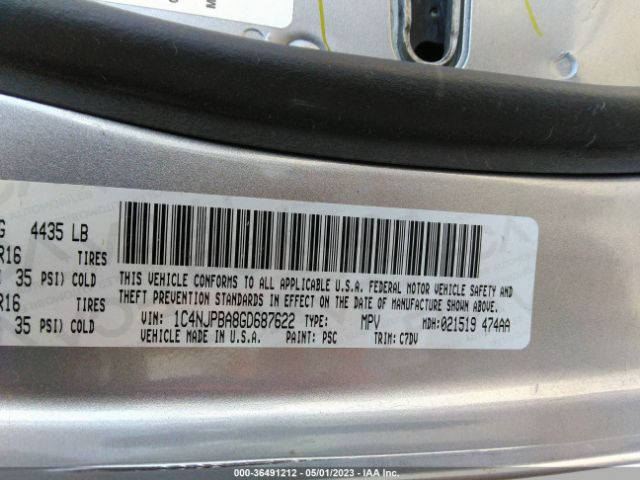 G 4435 LB
R16 TIRES
35 PSI) COLD
R16 TIRES
35 PSI) COLD
THIS VEHICLE CONFORMS TO ALL APPLICABLE U.S.A. FEDERAL MOTOR VEHICLE SAFETY AND
THEFT PREVENTION STANDARDS IN EFFECT ON THE DATE OF MANUFACTURE SHOWN ABOVE.
VIN: 1C4NJPBA8GD687622 TYPE: MPV MDH:021519 474AA
VEHICLE MADE IN U.S.A. PAINT: PSC TRIM: C7DV
000-36491212 - 05/01/2023 - IAA Inc.